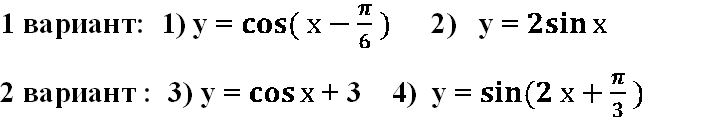 1 вариант: 1) y = cos( x − π/6 ) 2) y = 2sin x
2 вариант : 3) y = cos x + 3 4) y = sin(2 x + π/3 )